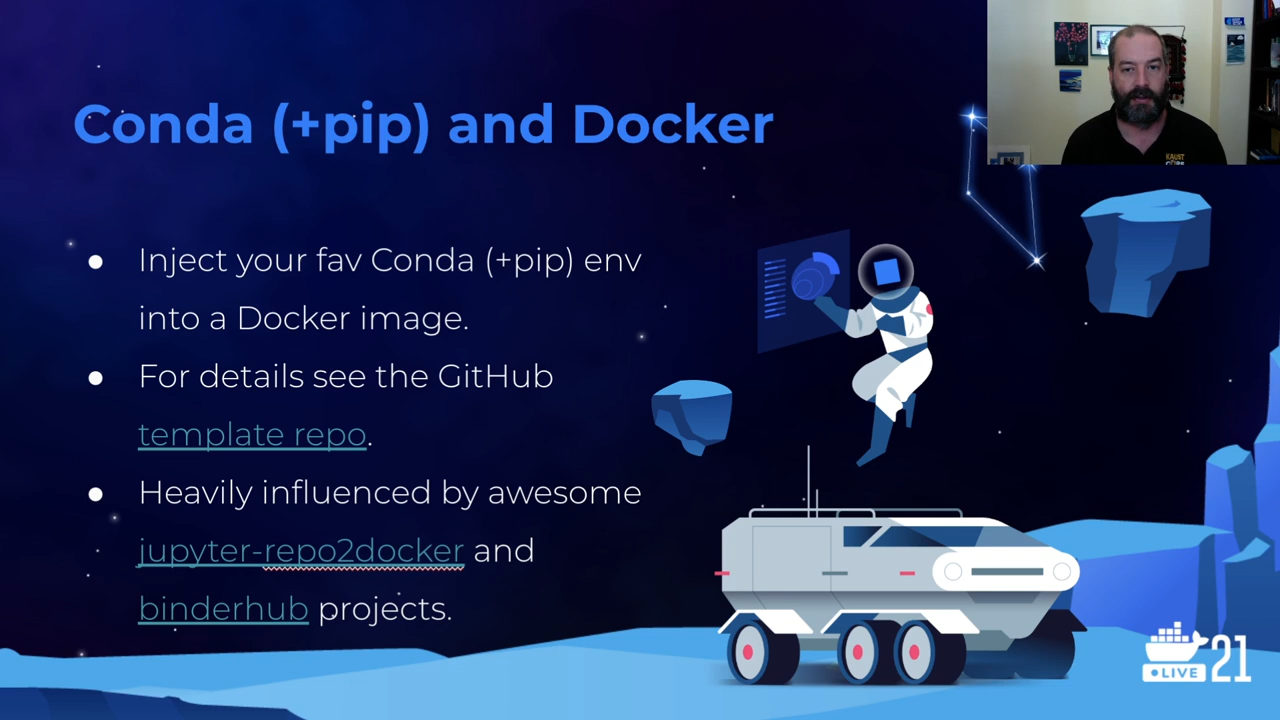 Conda (+pip) and Docker
● Inject your fav Conda (+pip) env
into a Docker image.
● For details see the GitHub
template repo.
● Heavily influenced by awesome
jupyter-repo2docker and
binderhub projects.
KAUST
LIVE 21